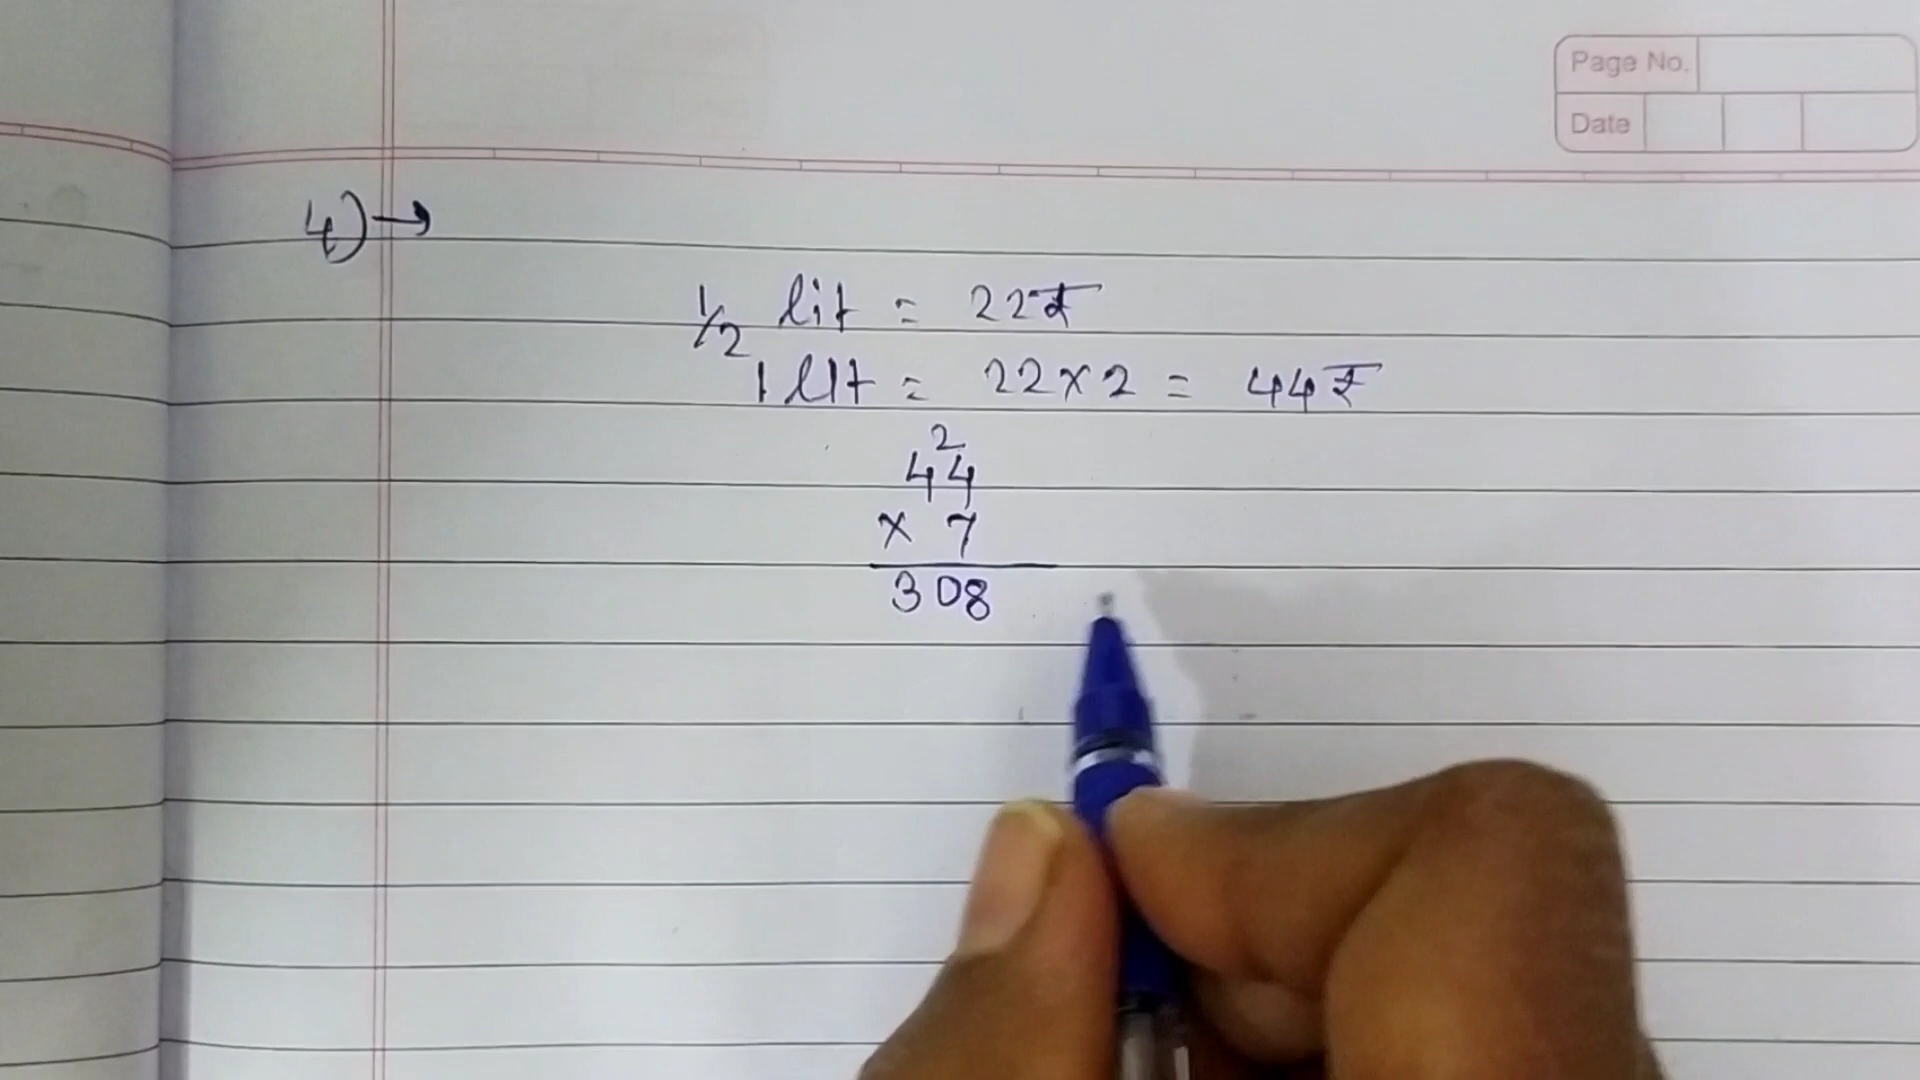 Page No.
Date
4)→
1/2 lit = 22₹
1 lit = 22×2 = 44₹
2
44
× 7
308